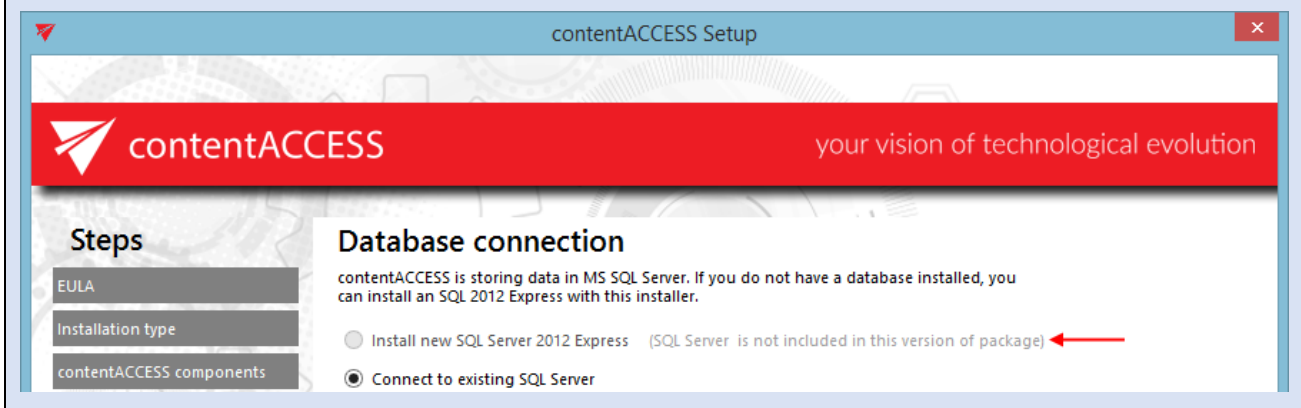 contentACCESS Setup
contentACCESS
your vision of technological evolution
Steps
EULA
Installation type
contentACCESS components
Database connection
contentACCESS is storing data in MS SQL Server. If you do not have a database installed, you
can install an SQL 2012 Express with this installer.
Install new SQL Server 2012 Express (SQL Server is not included in this version of package)
Connect to existing SQL Server